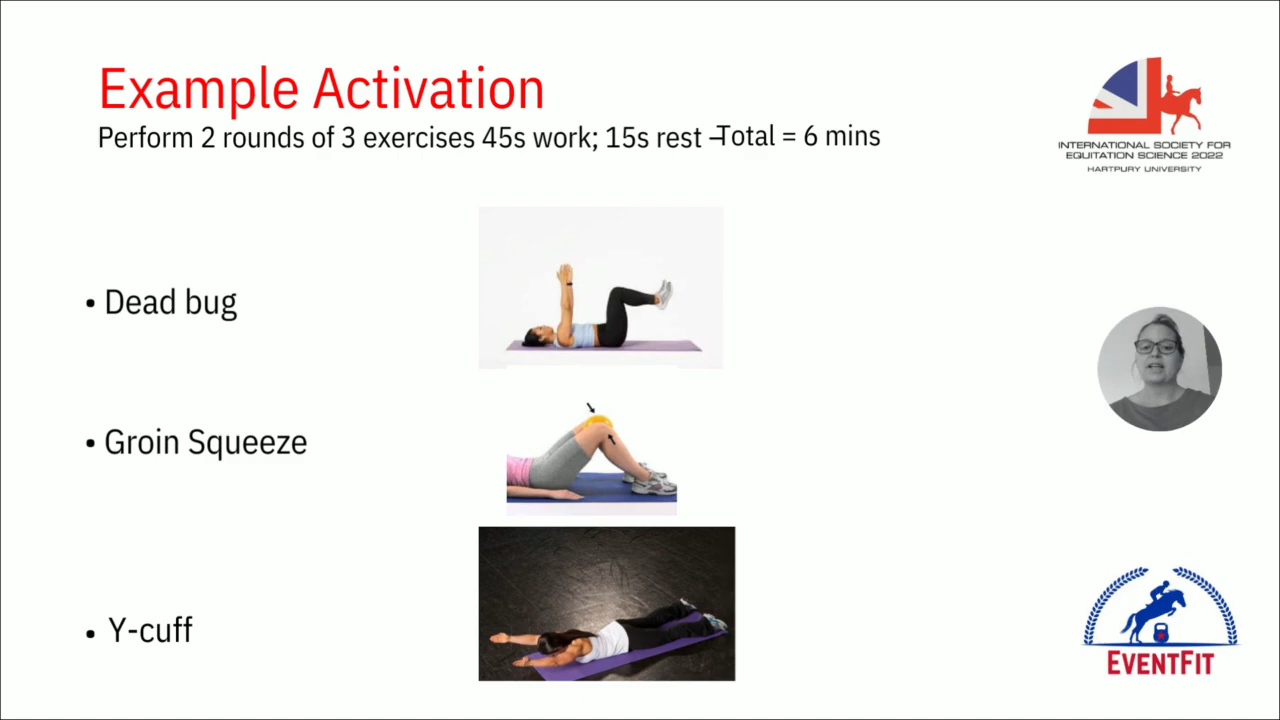 Example Activation
Perform 2 rounds of 3 exercises 45s work; 15s rest –Total = 6 mins
INTERNATIONAL SOCIETY FOR
EQUITATION SCIENCE 2022
HARTPURY UNIVERSITY
• Dead bug
• Groin Squeeze
• Y-cuff
EVENTFIT